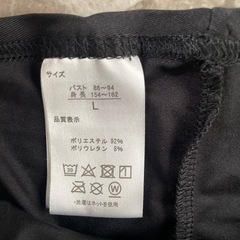 サイズ
バスト 86〜94
身長 154〜162
L
品質表示
ポリエステル 92%
ポリウレタン 8%
30
W